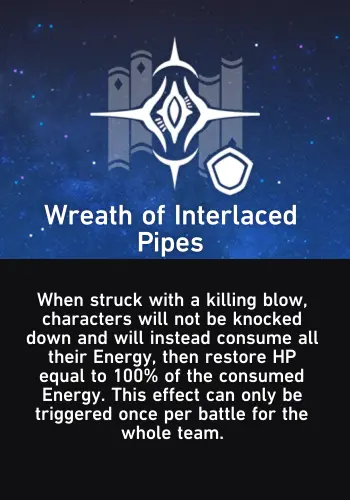 Wreath of Interlaced
Pipes
When struck with a killing blow,
characters will not be knocked
down and will instead consume all
their Energy, then restore HP
equal to 100% of the consumed
Energy. This effect can only be
triggered once per battle for the
whole team.